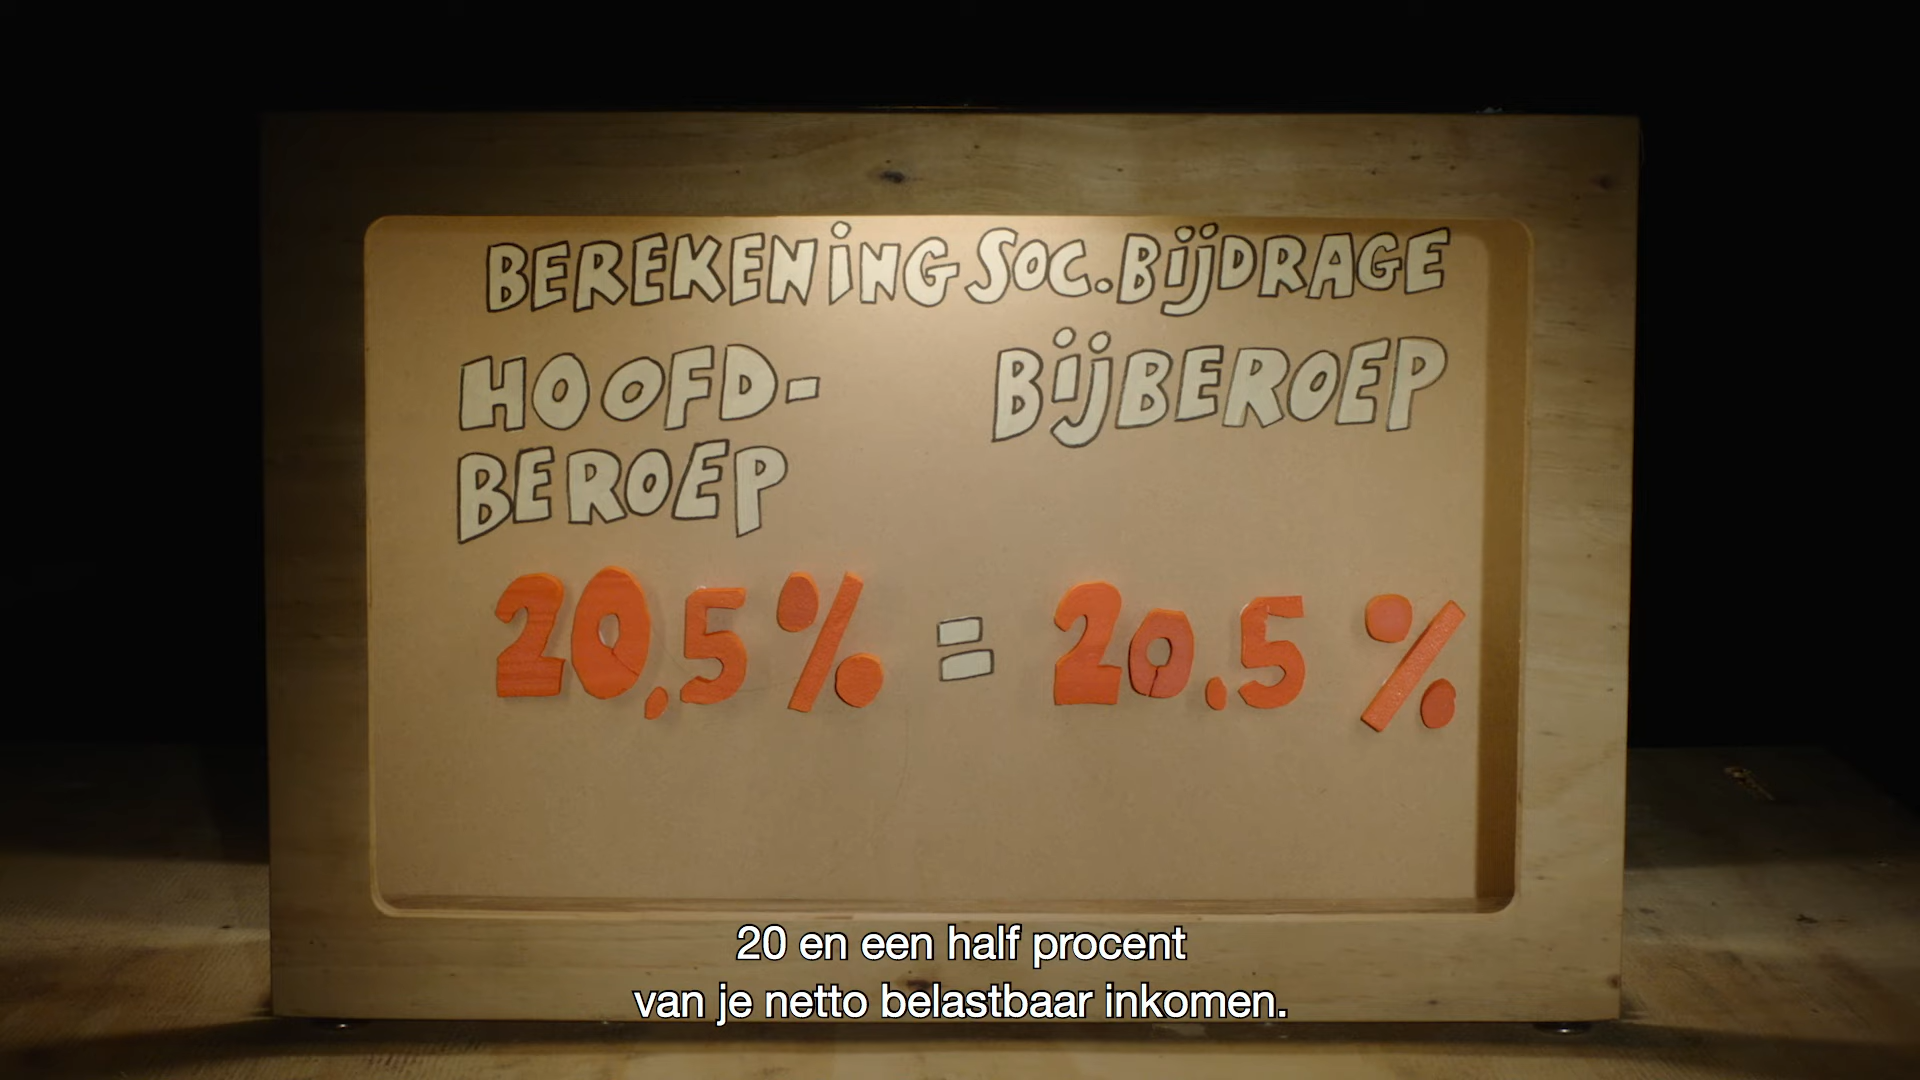 BEREKENING SOC. BIJDRAGE
HOOFD- BIJBEROEP
BEROEP
20,5% = 20.5%
20 en een half procent
van je netto belastbaar inkomen.